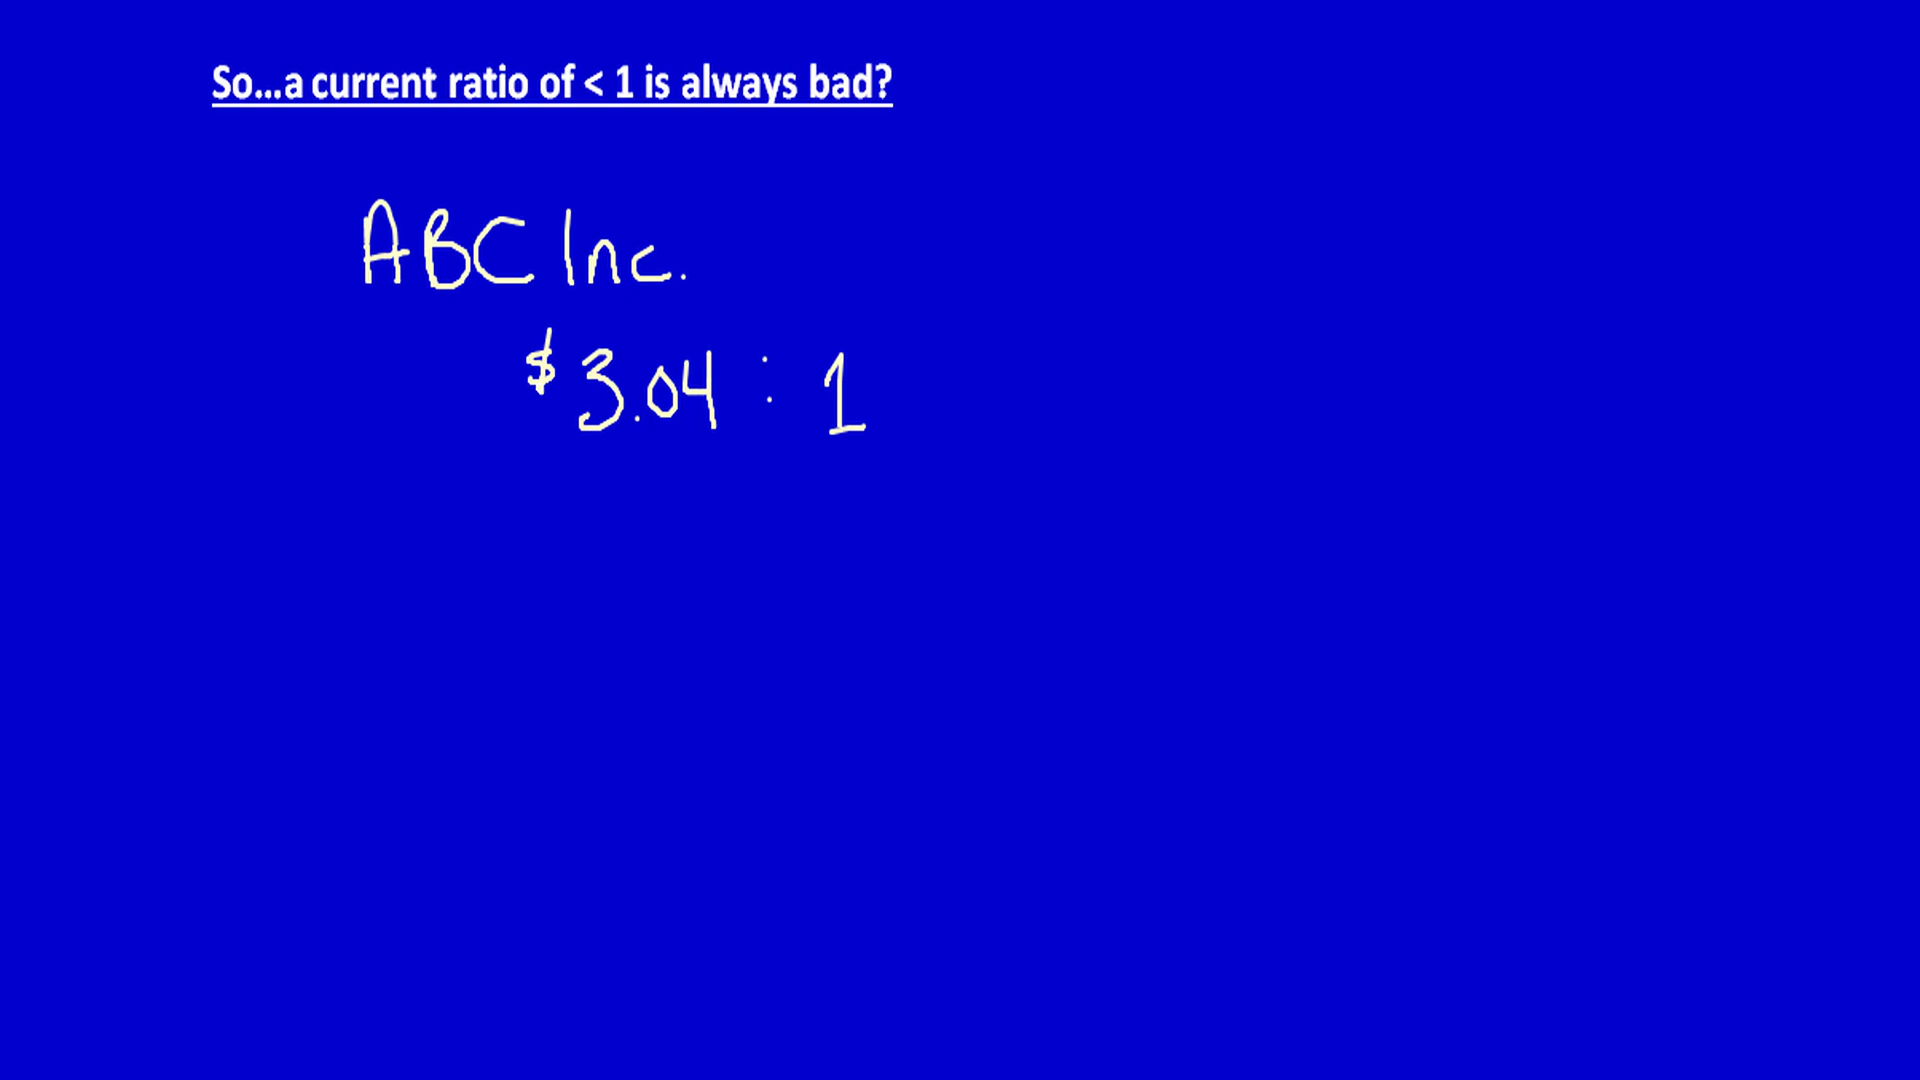 So...a current ratio of < 1 is always bad?
ABC Inc.
$3.04 : 1